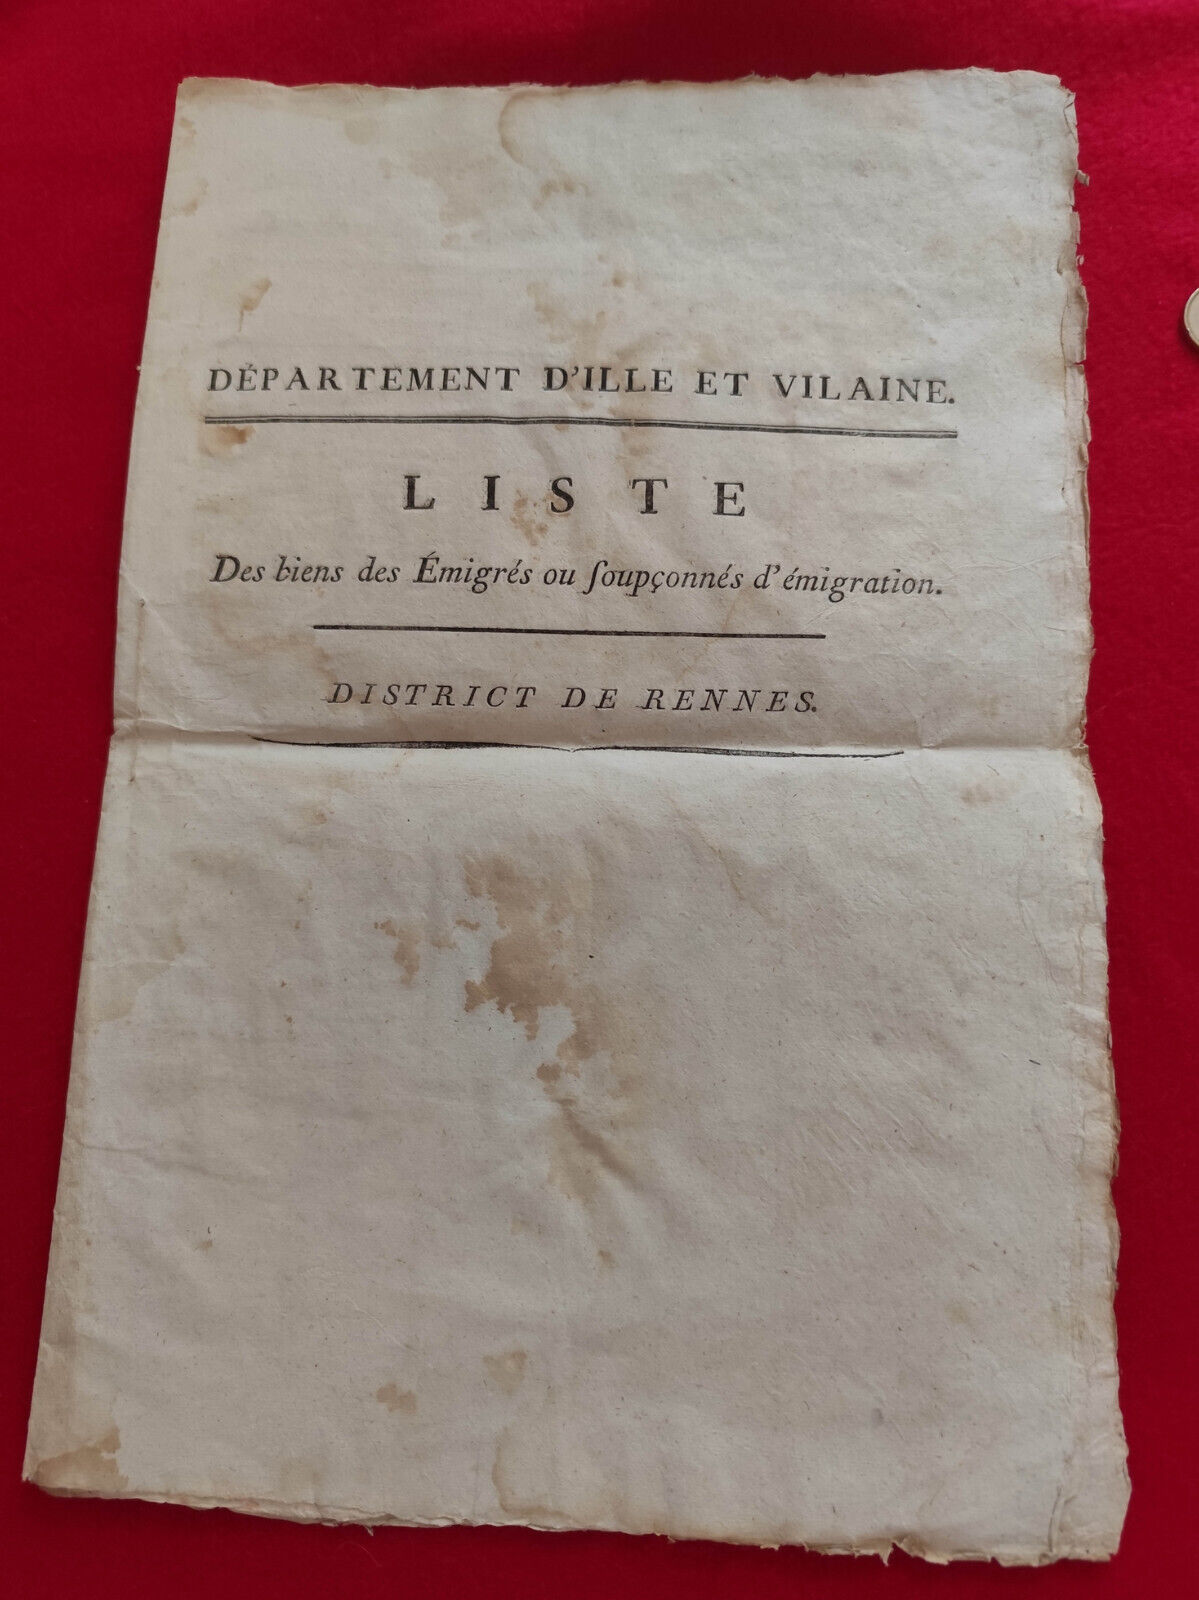 DÉPARTEMENT D'ILLE ET VILAINE.
LISTE
Des biens des Émigrés ou ſoupçonnés d'émigration.
DISTRICT DE RENNES.